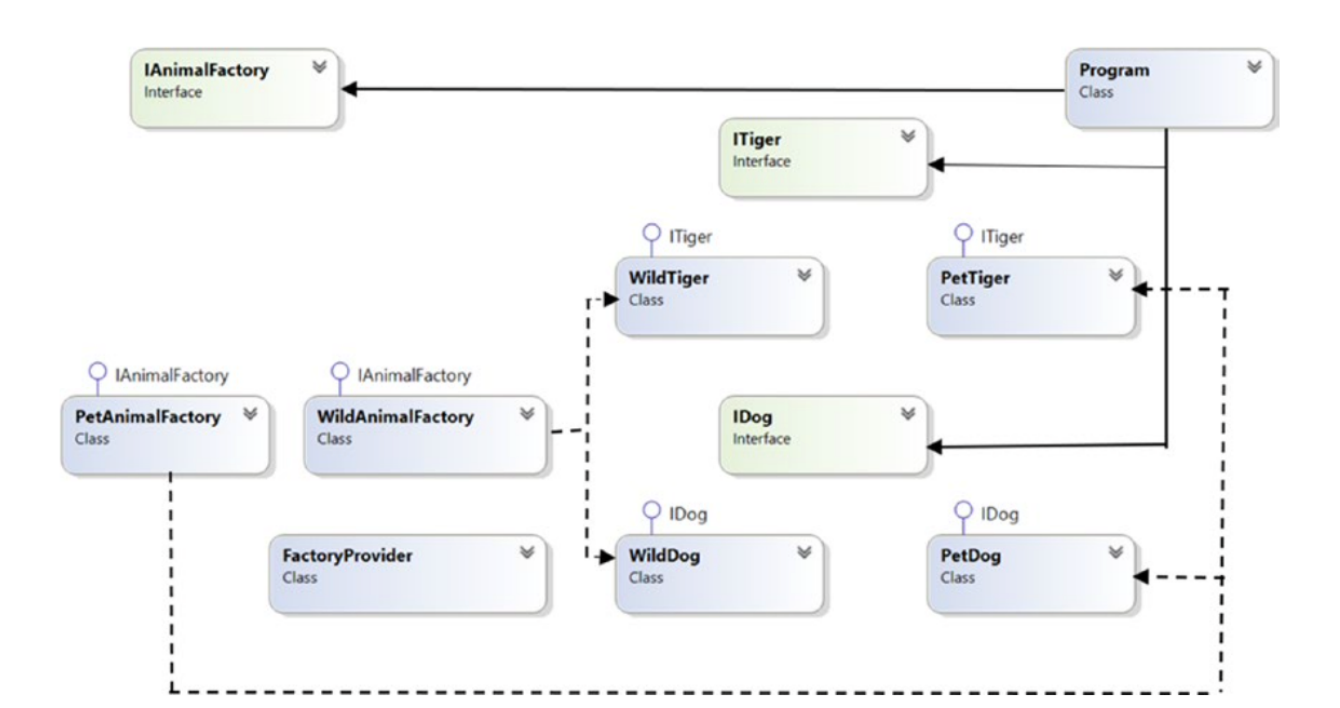 IAnimalFactory
Interface
Program
Class
ITiger
Interface
ITiger
WildTiger
Class
ITiger
PetTiger
Class
IAnimalFactory
PetAnimalFactory
Class
IAnimalFactory
WildAnimalFactory
Class
IDog
Interface
FactoryProvider
Class
IDog
WildDog
Class
IDog
PetDog
Class